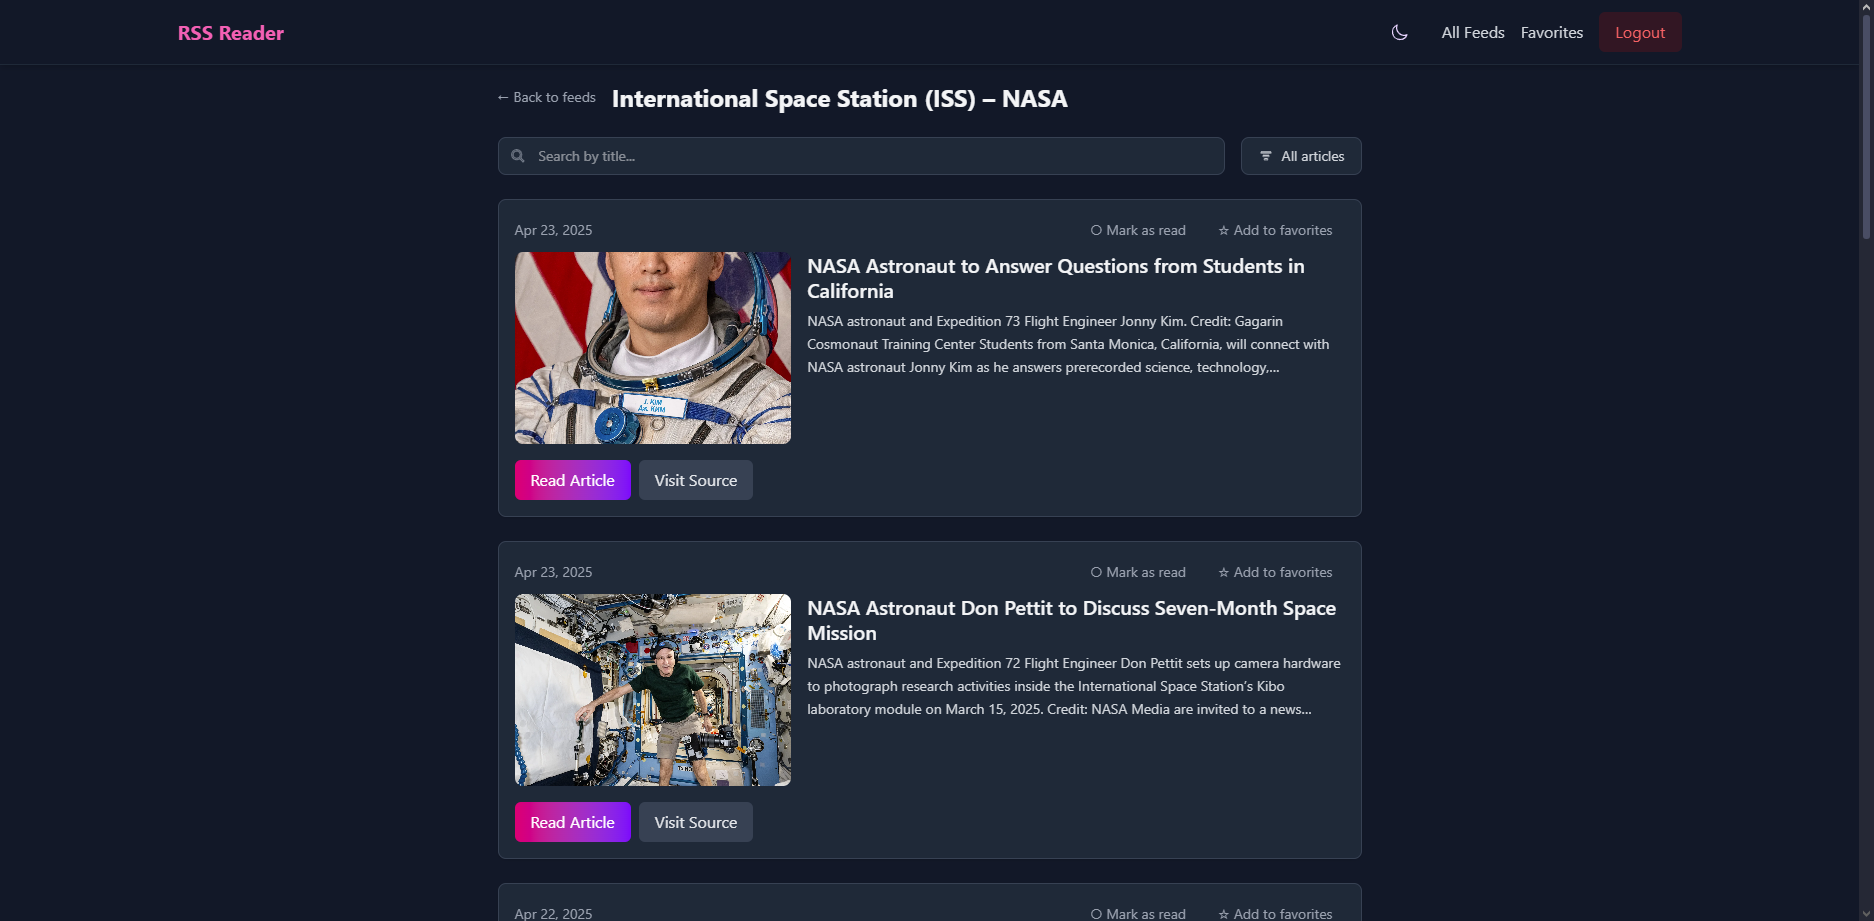 RSS Reader
All Feeds
Favorites
Logout
← Back to feeds
International Space Station (ISS) – NASA
Search by title...
All articles
Apr 23, 2025
Mark as read
☆ Add to favorites
NASA Astronaut to Answer Questions from Students in
California
NASA astronaut and Expedition 73 Flight Engineer Jonny Kim. Credit: Gagarin
Cosmonaut Training Center Students from Santa Monica, California, will connect with
NASA astronaut Jonny Kim as he answers prerecorded science, technology,...
J. KIM
Дж. КИМ
Read Article
Visit Source
Apr 23, 2025
Mark as read
☆ Add to favorites
NASA Astronaut Don Pettit to Discuss Seven-Month Space
Mission
NASA astronaut and Expedition 72 Flight Engineer Don Pettit sets up camera hardware
to photograph research activities inside the International Space Station’s Kibo
laboratory module on March 15, 2025. Credit: NASA Media are invited to a news...
Read Article
Visit Source
Apr 22, 2025
Mark as read
☆ Add to favorites